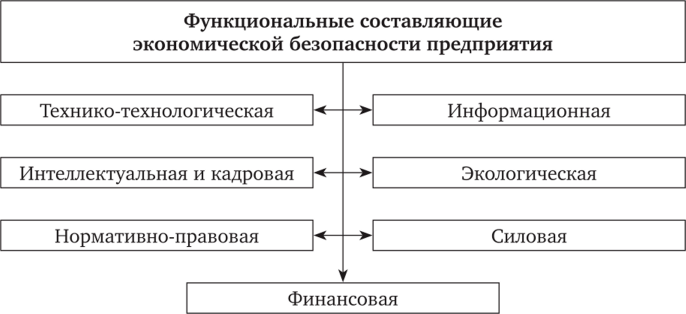 Функциональные составляющие
экономической безопасности предприятия
Технико-технологическая
Информационная
Интеллектуальная и кадровая
Экологическая
Нормативно-правовая
Силовая
Финансовая